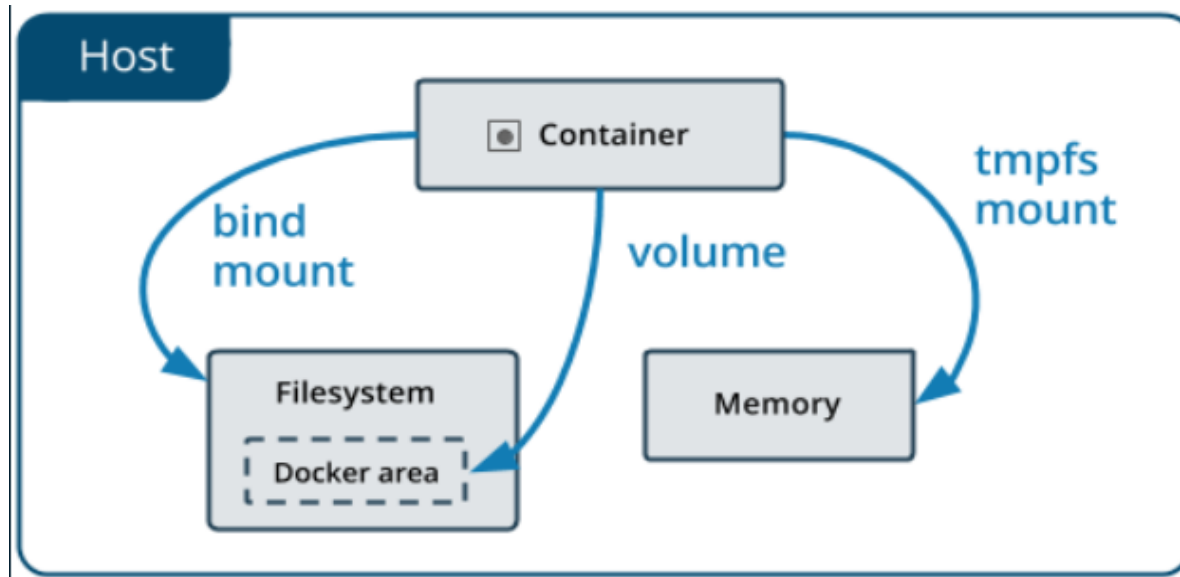 Host
Container
bind
mount
volume
tmpfs
mount
Filesystem
Docker area
Memory